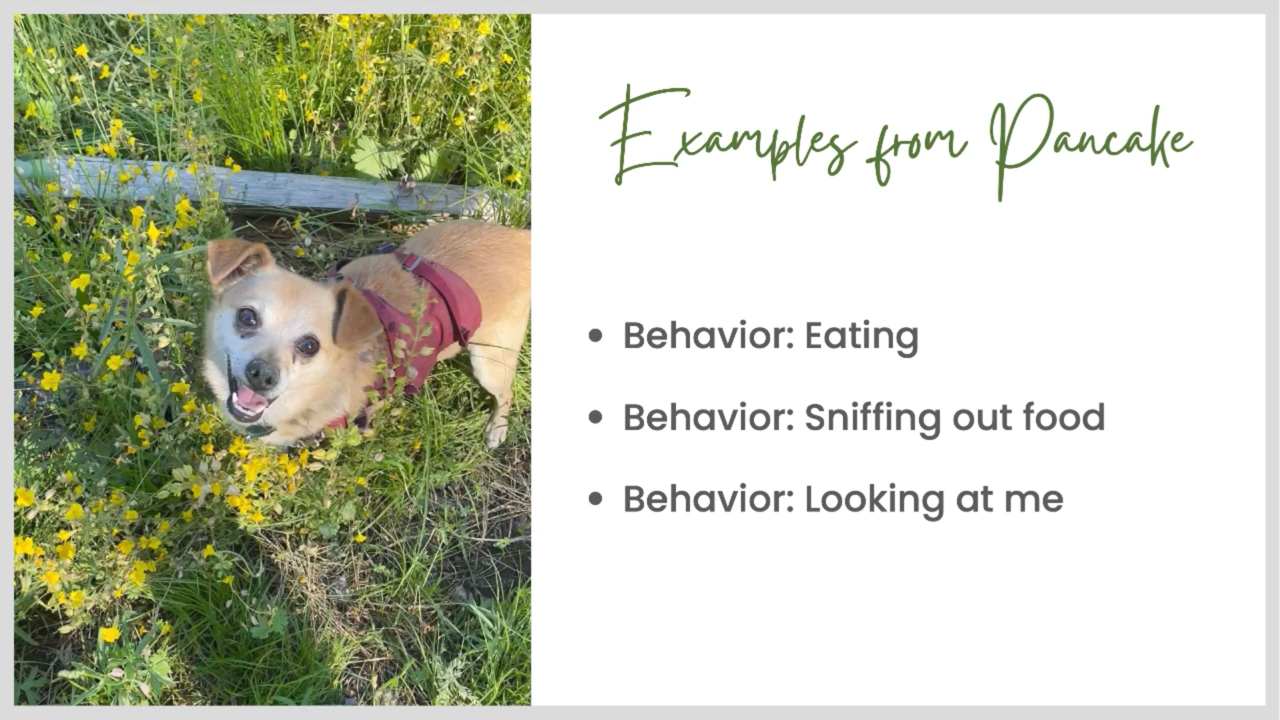 Examples from Pancake
• Behavior: Eating
• Behavior: Sniffing out food
• Behavior: Looking at me